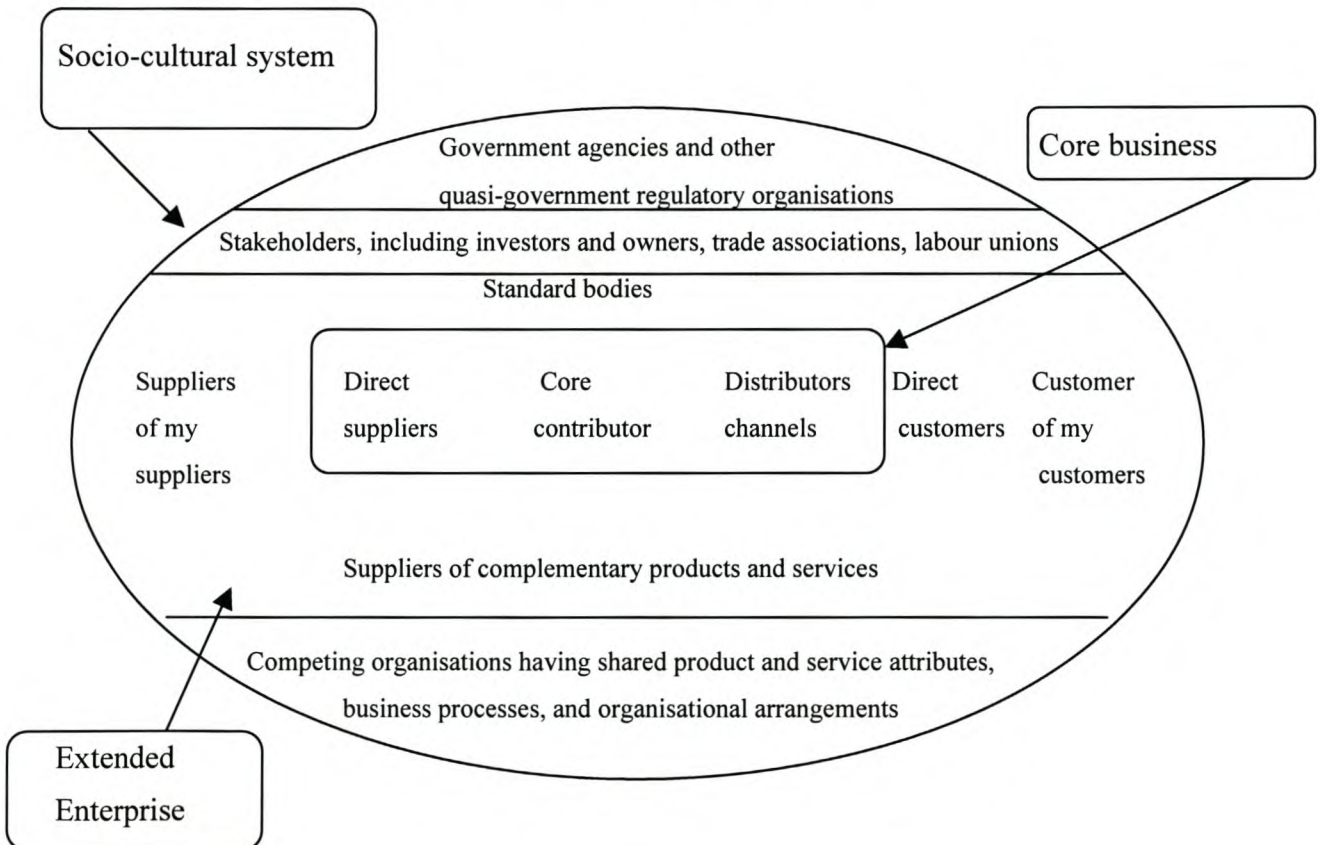 Socio-cultural system
Core business
Government agencies and other
quasi-government regulatory organisations
Stakeholders, including investors and owners, trade associations, labour unions
Standard bodies
Suppliers
of my
suppliers
Direct
suppliers
Core
contributor
Distributors
channels
Direct
customers
Customer
of my
customers
Suppliers of complementary products and services
Competing organisations having shared product and service attributes,
business processes, and organisational arrangements
Extended
Enterprise